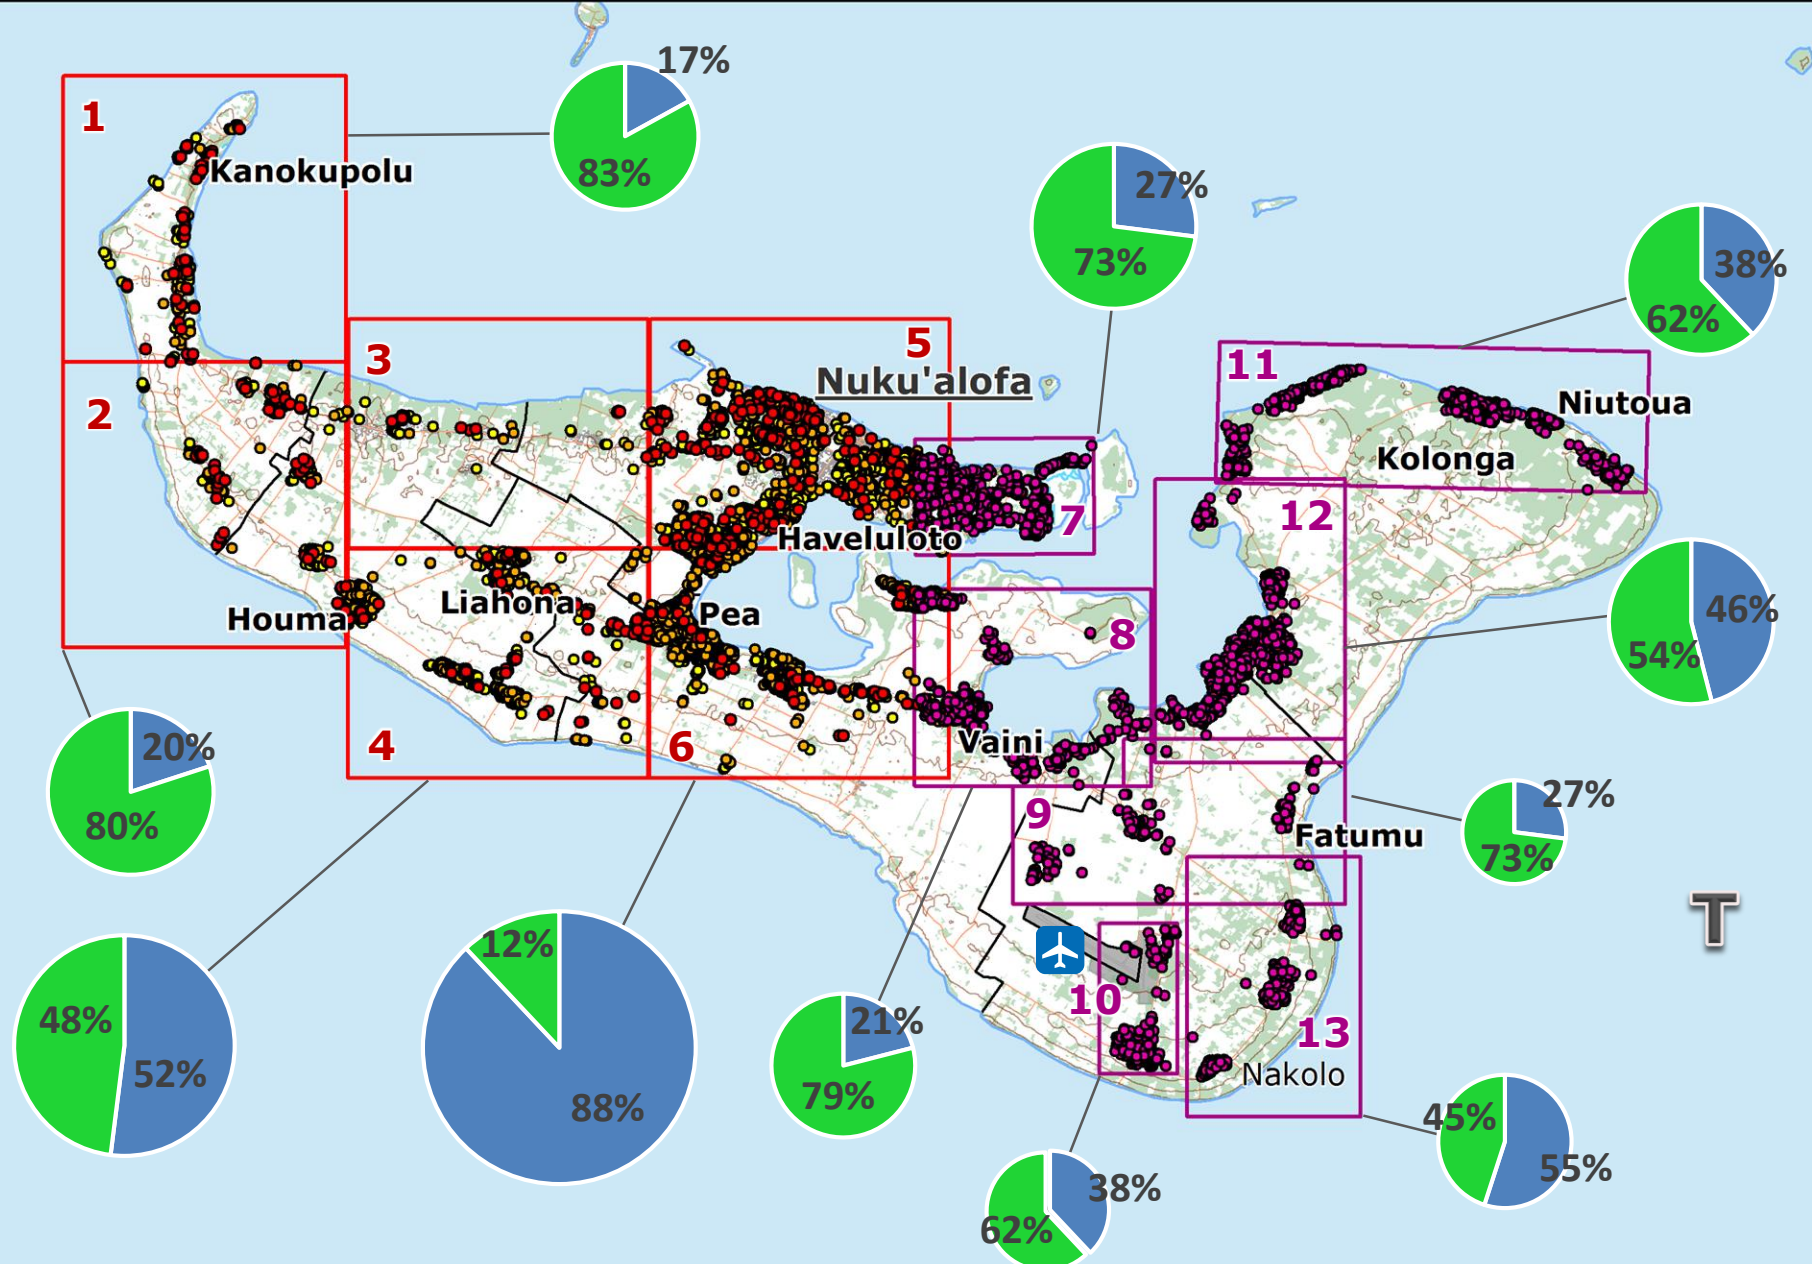 17%
83%
1
Kanokupolu
27%
73%
38%
62%
3
5
Nuku'alofa
11
Niutoua
2
Kolonga
7
12
Haveluloto
Houma
Liahona
Pea
8
46%
54%
Vaini
4
6
20%
80%
9
27%
73%
Fatumu
T
12%
88%
48%
52%
21%
79%
10
13
Nakolo
45%
55%
38%
62%